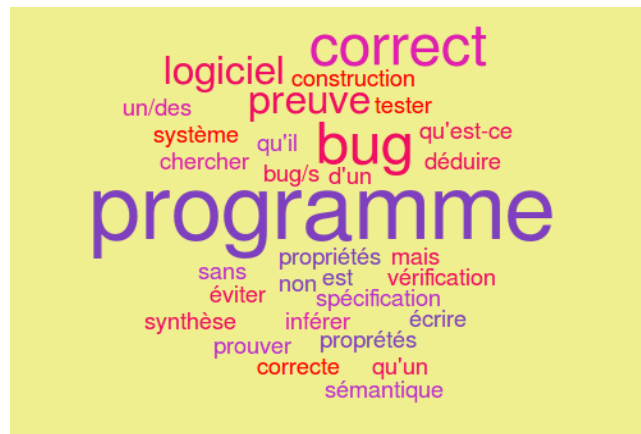 correct
logiciel construction
un/des preuve tester
système qu'il bug qu'est-ce
chercher déduire
bug/s d'un
programme
propriétés mais
sans non est vérification
éviter spécification
synthèse inférer écrire
prouver proprétés
correcte qu'un
sémantique